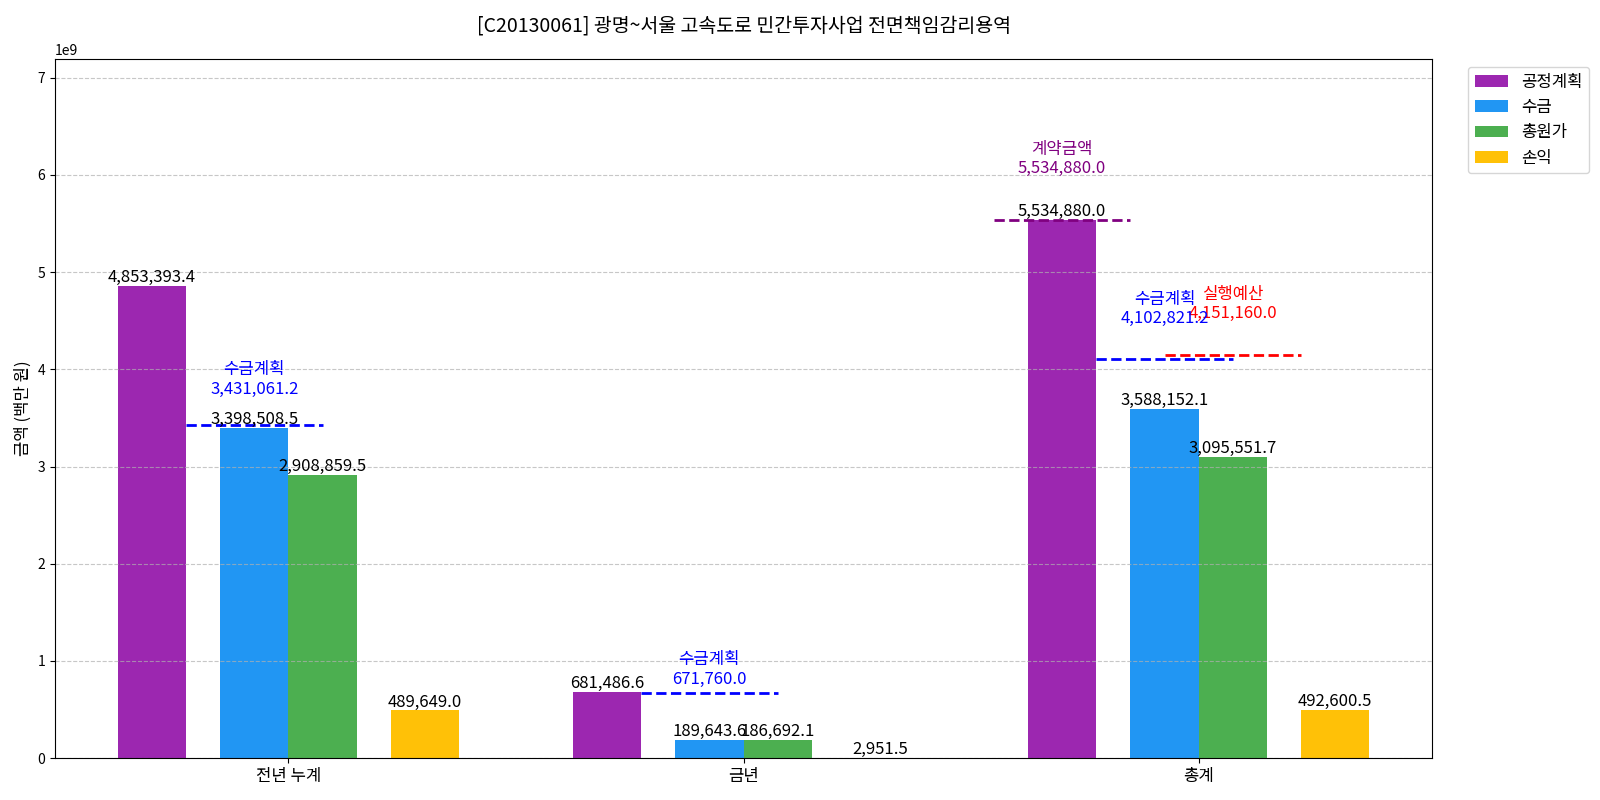 [C20130061] 광명~서울 고속도로 민간투자사업 전면책임감리용역
1e9
7
6
5
4
3
2
1
0
금액 (백만 원)
공정계획
수금
총원가
손익
4,853,393.4
수금계획
3,431,061.2
3,398,508.5
2,908,859.5
489,649.0
681,486.6
수금계획
671,760.0
189,643.6
186,692.1
2,951.5
계약금액
5,534,880.0
5,534,880.0
수금계획
4,102,821.2
실행예산
4,151,160.0
3,588,152.1
3,095,551.7
492,600.5
전년 누계
금년
총계